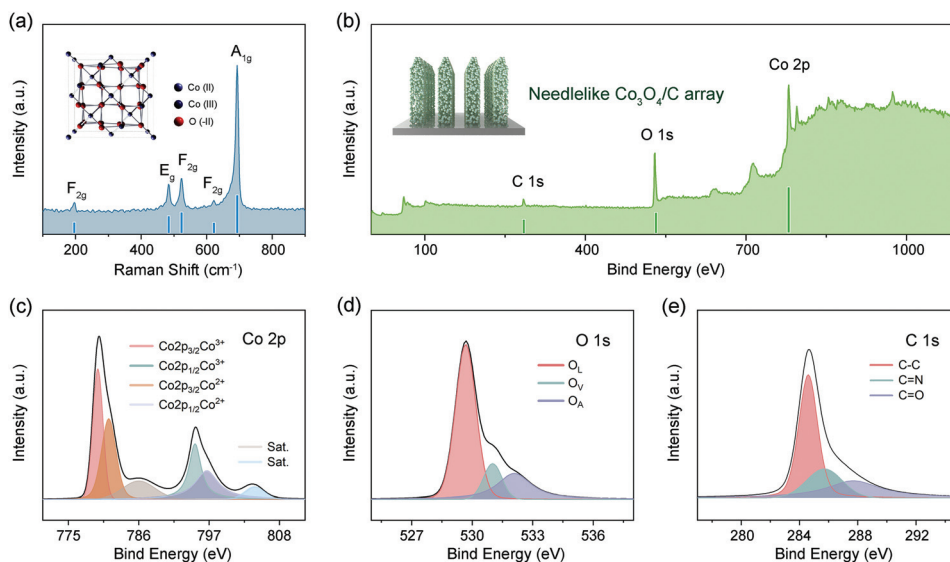 (a)
Intensity (a.u.)
Co (II)
Co (III)
O (-II)
F2g
Eg
F2g
F2g
A1g
200
400
600
800
Raman Shift (cm⁻¹)
(b)
Intensity (a.u.)
Needlelike Co₃O₄/C array
C 1s
O 1s
Co 2p
100
400
700
1000
Bind Energy (eV)
(c)
Intensity (a.u.)
Co 2p
Co2p3/2Co³⁺
Co2p1/2Co³⁺
Co2p3/2Co²⁺
Co2p1/2Co²⁺
Sat.
Sat.
775
786
797
808
Bind Energy (eV)
(d)
Intensity (a.u.)
O 1s
OL
OV
OA
527
530
533
536
Bind Energy (eV)
(e)
Intensity (a.u.)
C 1s
C-C
C=N
C=O
280
284
288
292
Bind Energy (eV)